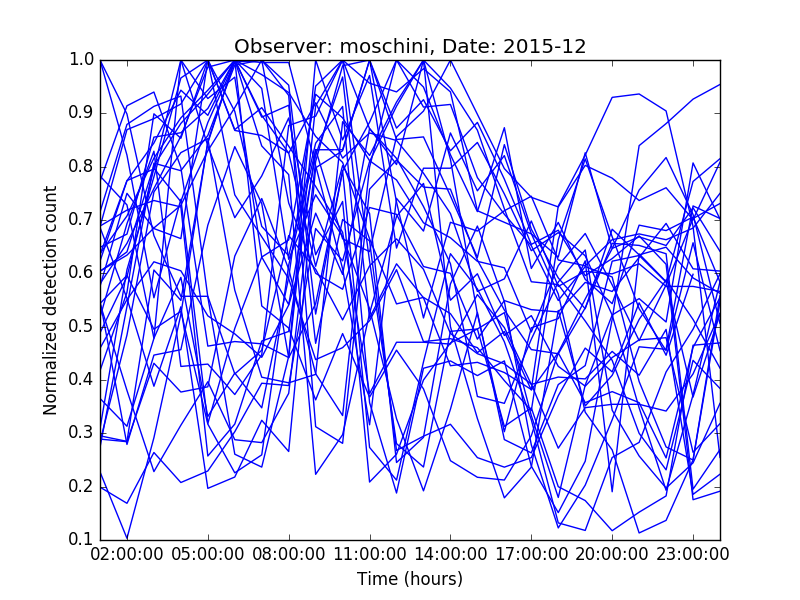 Observer: moschini, Date: 2015-12
Normalized detection count
1.0
0.9
0.8
0.7
0.6
0.5
0.4
0.3
0.2
0.1
02:00:00 05:00:00 08:00:00 11:00:00 14:00:00 17:00:00 20:00:00 23:00:00
Time (hours)